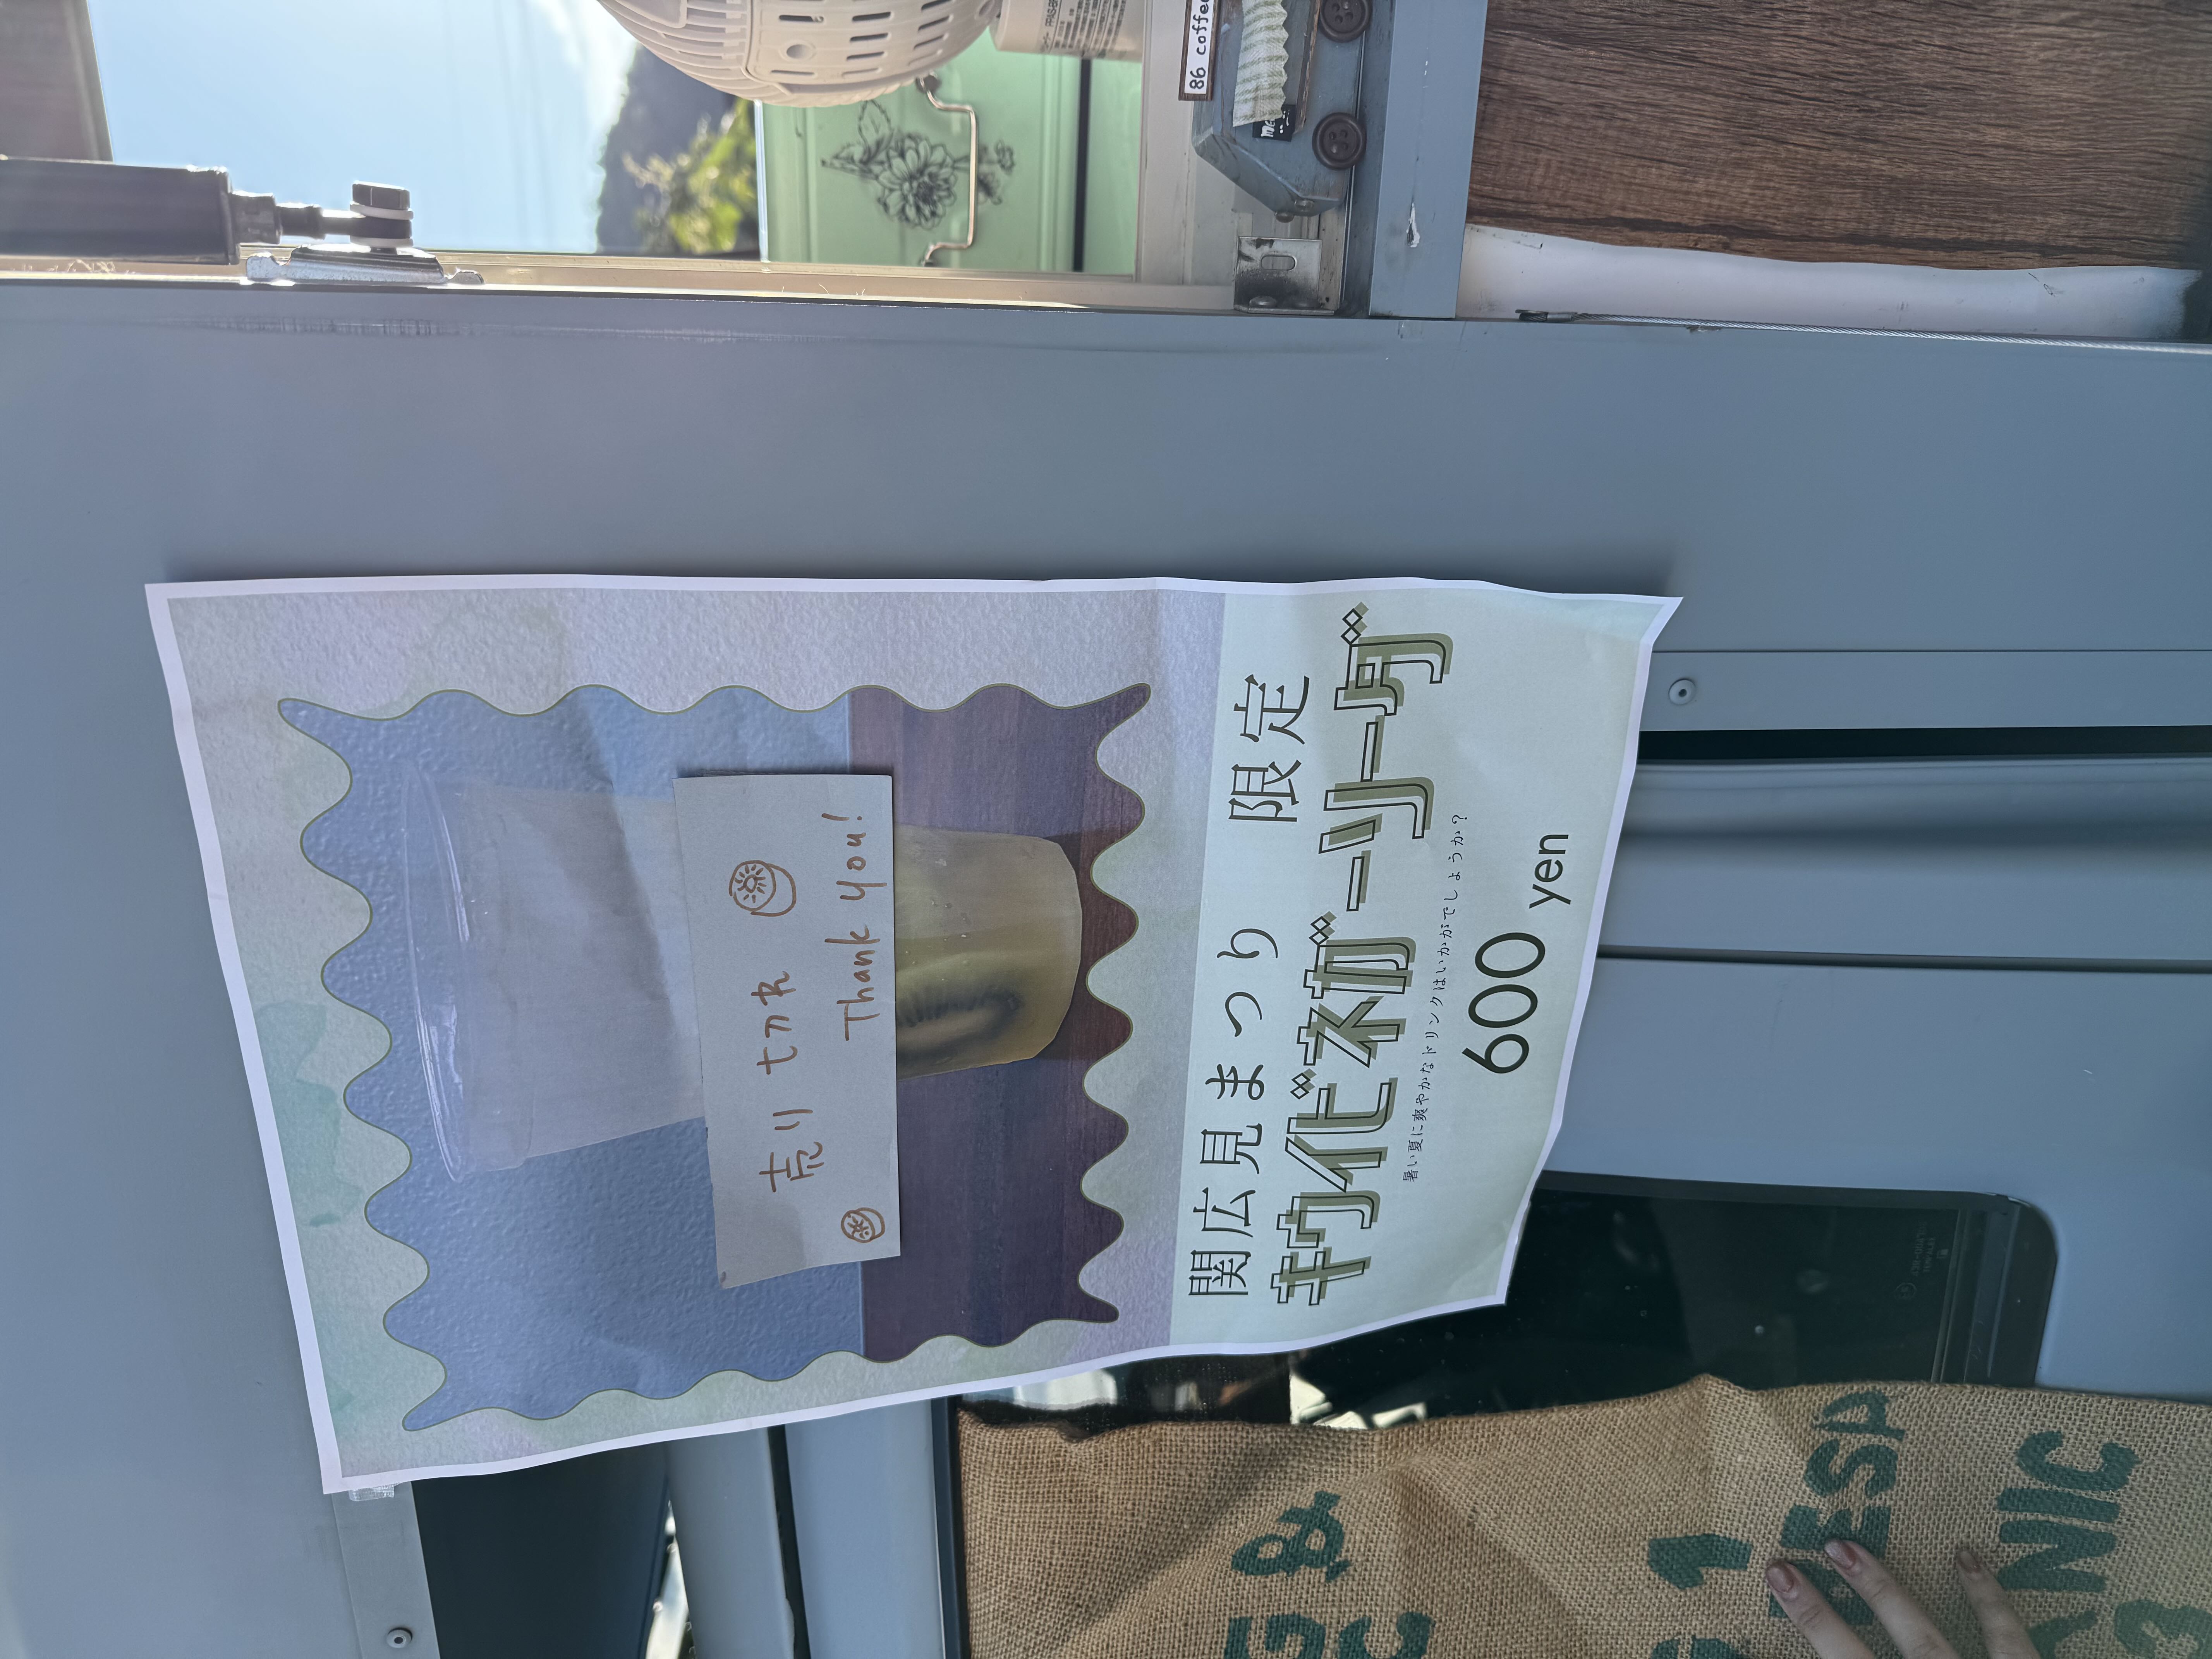 86 coffee
売り切れ
Thank you!
関広見まつり 限定
キウイビネガーソーダ
暑い夏に爽やかなドリンクはいかがでしょうか?
600 yen
&
1